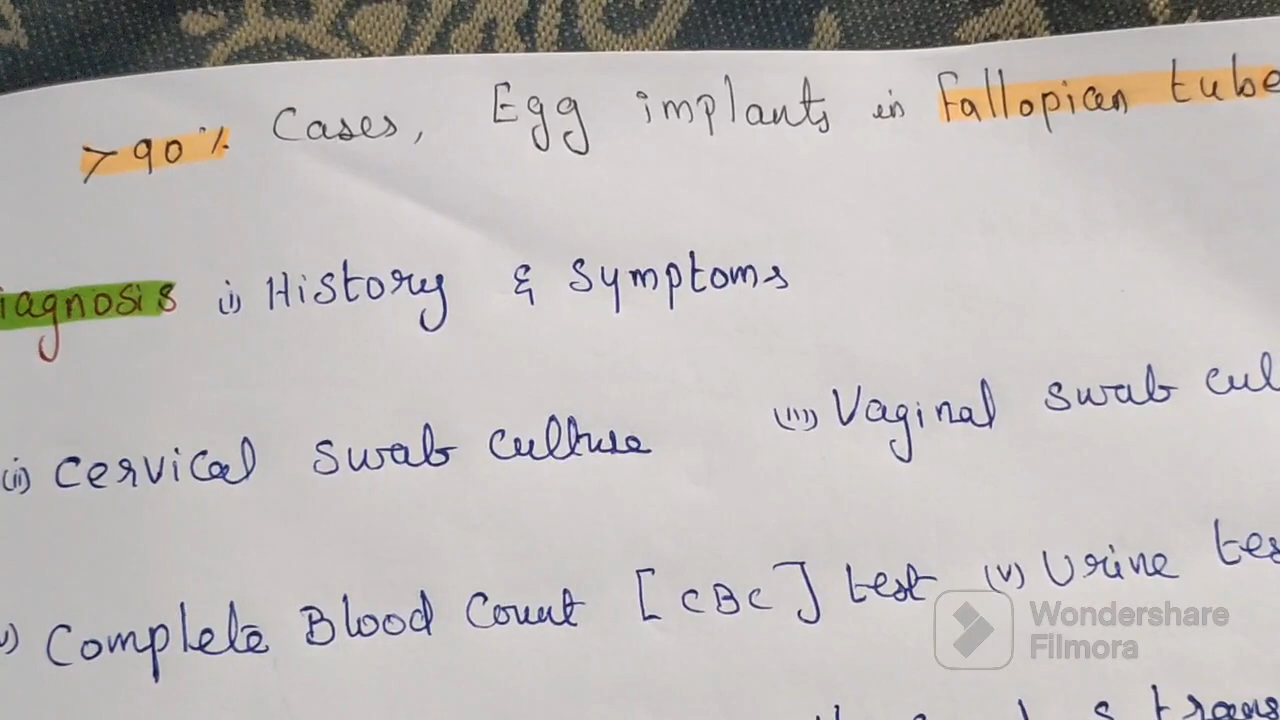 >90% Cases, Egg implants in Fallopian tube
iagnosis (i) History & Symptoms
(ii) Cervical swab culture (iii) Vaginal swab cul
v) Complete Blood Count [CBC] test (v) Urine tes
Wondershare
Filmora
& trans